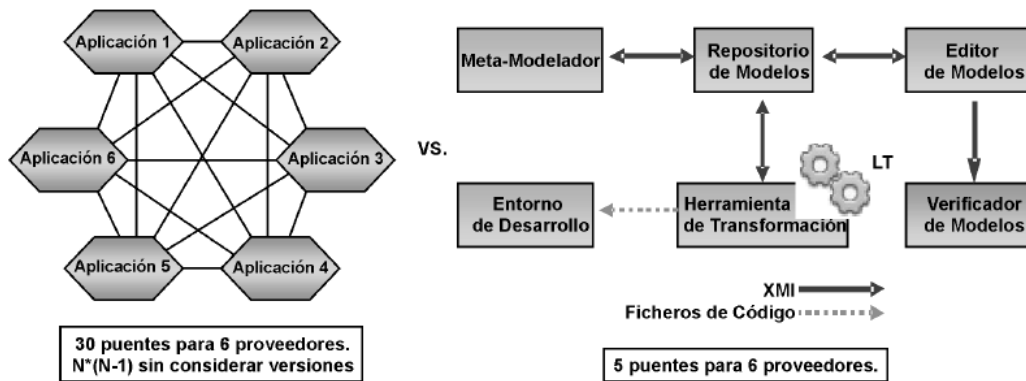 Aplicación 1
Aplicación 2
Aplicación 6
Aplicación 3
Aplicación 5
Aplicación 4
30 puentes para 6 proveedores.
N*(N-1) sin considerar versiones
VS.
Meta-Modelador
Repositorio
de Modelos
Editor
de Modelos
LT
Entorno
de Desarrollo
Herramienta
de Transformación
Verificador
de Modelos
XMI
Ficheros de Código
5 puentes para 6 proveedores.